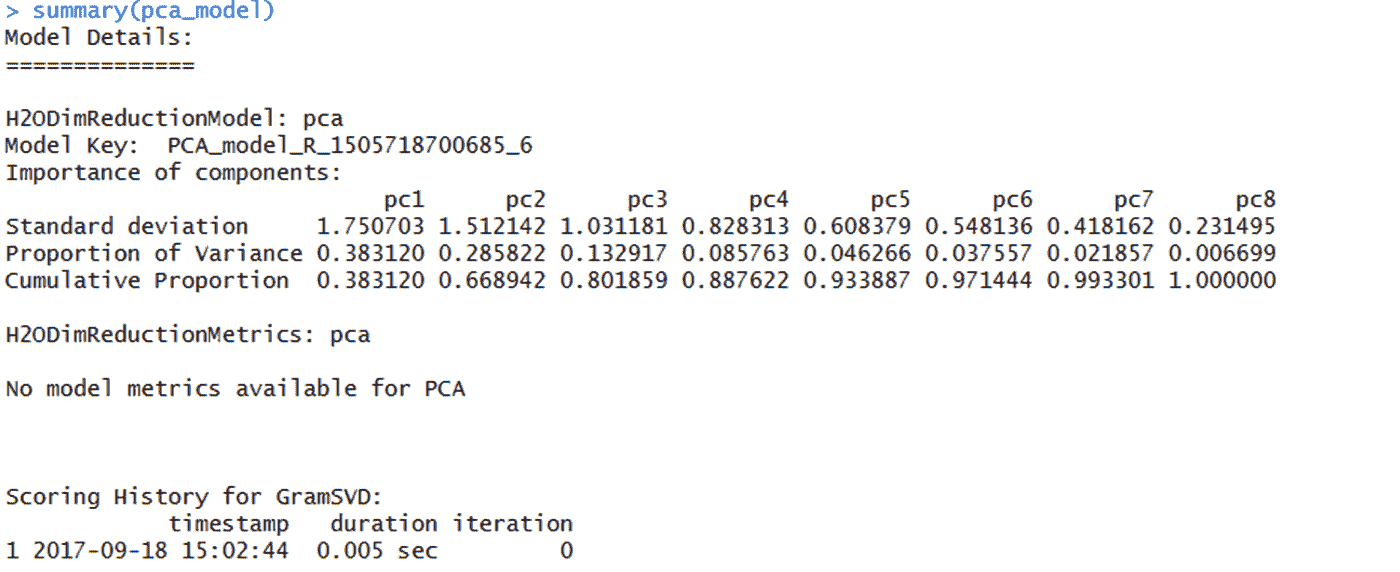 > summary(pca_model)
Model Details:
==============
H2ODimReductionModel: pca
Model Key:  PCA_model_R_1505718700685_6
Importance of components:
                            pc1      pc2      pc3      pc4      pc5      pc6      pc7      pc8
Standard deviation     1.750703 1.512142 1.031181 0.828313 0.608379 0.548136 0.418162 0.231495
Proportion of Variance 0.383120 0.285822 0.132917 0.085763 0.046266 0.037557 0.021857 0.006699
Cumulative Proportion  0.383120 0.668942 0.801859 0.887622 0.933887 0.971444 0.993301 1.000000
H2ODimReductionMetrics: pca
No model metrics available for PCA
Scoring History for GramSVD:
            timestamp   duration iteration
1 2017-09-18 15:02:44  0.005 sec         0